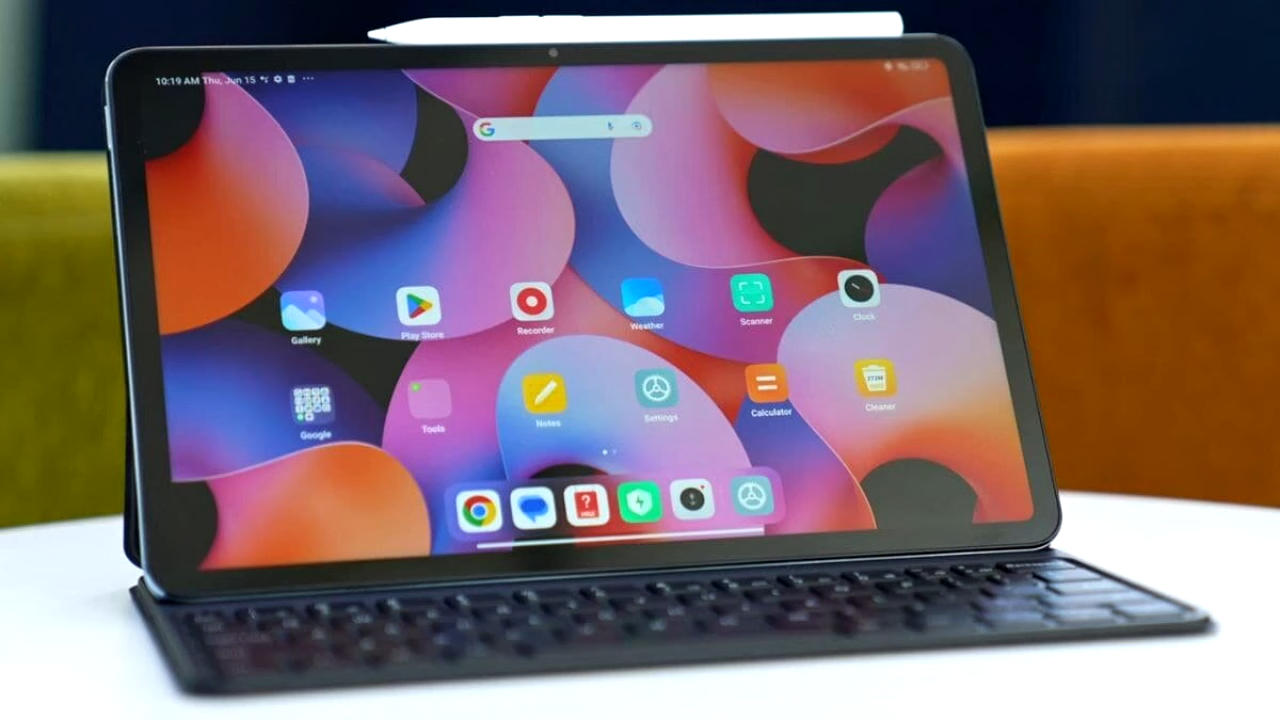 10:19 AM Thu, Jun 15
G
Gallery
Play Store
Recorder
Weather
Scanner
Clock
Google
Tools
Notes
Settings
Calculator
Cleaner
?